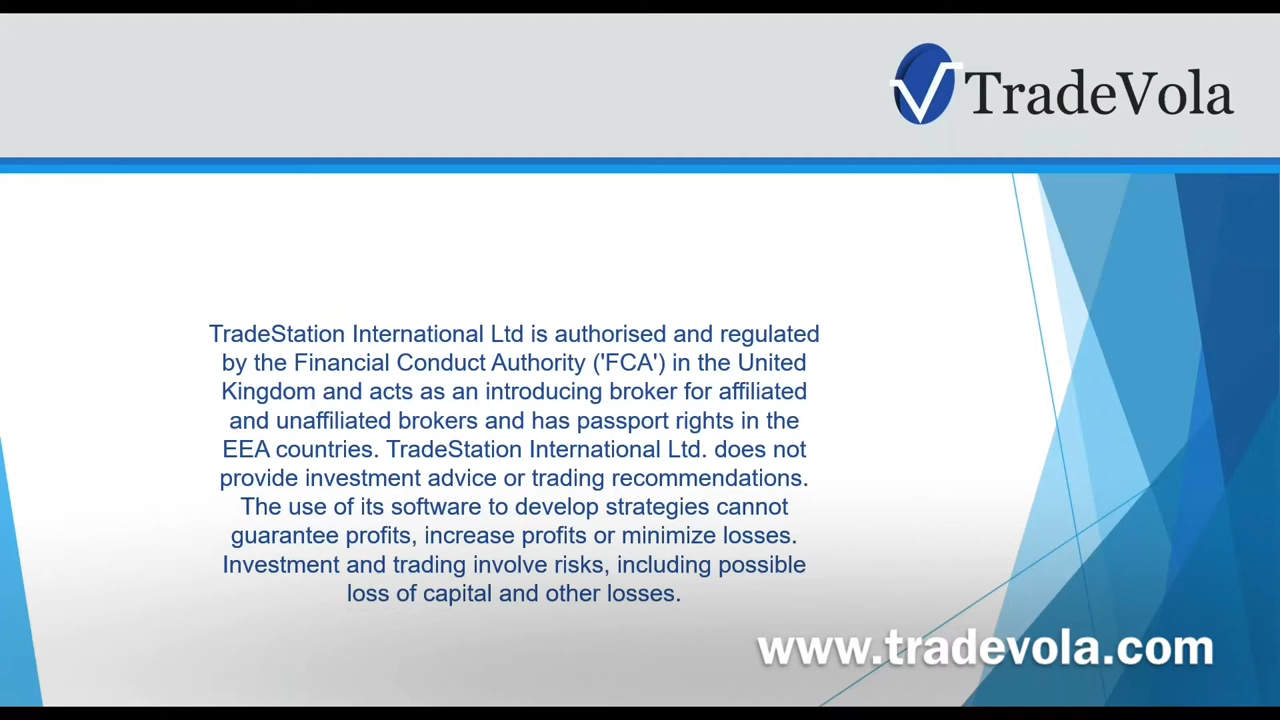 TradeVola
TradeStation International Ltd is authorised and regulated
by the Financial Conduct Authority ('FCA') in the United
Kingdom and acts as an introducing broker for affiliated
and unaffiliated brokers and has passport rights in the
EEA countries. TradeStation International Ltd. does not
provide investment advice or trading recommendations.
The use of its software to develop strategies cannot
guarantee profits, increase profits or minimize losses.
Investment and trading involve risks, including possible
loss of capital and other losses.
www.tradevola.com